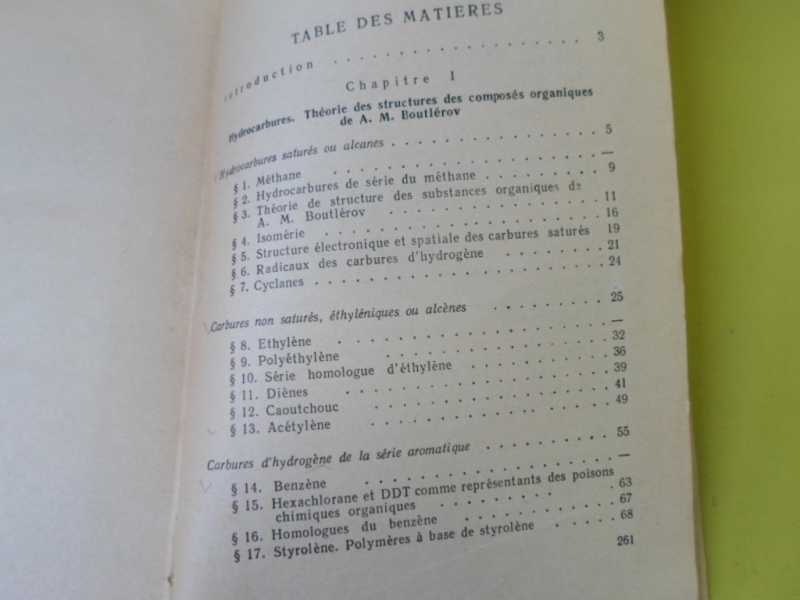 TABLE DES MATIERES
Introduction . . . . . . . . . . . . . . . . . 3
Chapitre I
Hydrocarbures. Théorie des structures des composés organiques
de A. M. Boutlérov
Hydrocarbures saturés ou alcanes . . . . . . . . . . . . . 5
§ 1. Méthane . . . . . . . . . . . . . . . —
§ 2. Hydrocarbures de série du méthane . . . . . . . . 9
§ 3. Théorie de structure des substances organiques de
A. M. Boutlérov . . . . . . . . . . . . 11
§ 4. Isomérie . . . . . . . . . . . . . . . 16
§ 5. Structure électronique et spatiale des carbures saturés 19
§ 6. Radicaux des carbures d'hydrogène . . . . . . . 21
§ 7. Cyclanes . . . . . . . . . . . . . . . . 24
Carbures non saturés, éthyléniques ou alcènes . . . . . . . . 25
§ 8. Ethylène . . . . . . . . . . . . . . . —
§ 9. Polyéthylène . . . . . . . . . . . . . 32
§ 10. Série homologue d'éthylène . . . . . . . . . 36
§ 11. Diènes . . . . . . . . . . . . . . 39
§ 12. Caoutchouc . . . . . . . . . . . . . 41
§ 13. Acétylène . . . . . . . . . . . . . 49
Carbures d'hydrogène de la série aromatique . . . . . . . . 55
§ 14. Benzène . . . . . . . . . . . . . . —
§ 15. Hexachlorane et DDT comme représentants des poisons
chimiques organiques . . . . . . . . . 63
§ 16. Homologues du benzène . . . . . . . . . 67
§ 17. Styrolène. Polymères à base de styrolène . . . . . 68
261